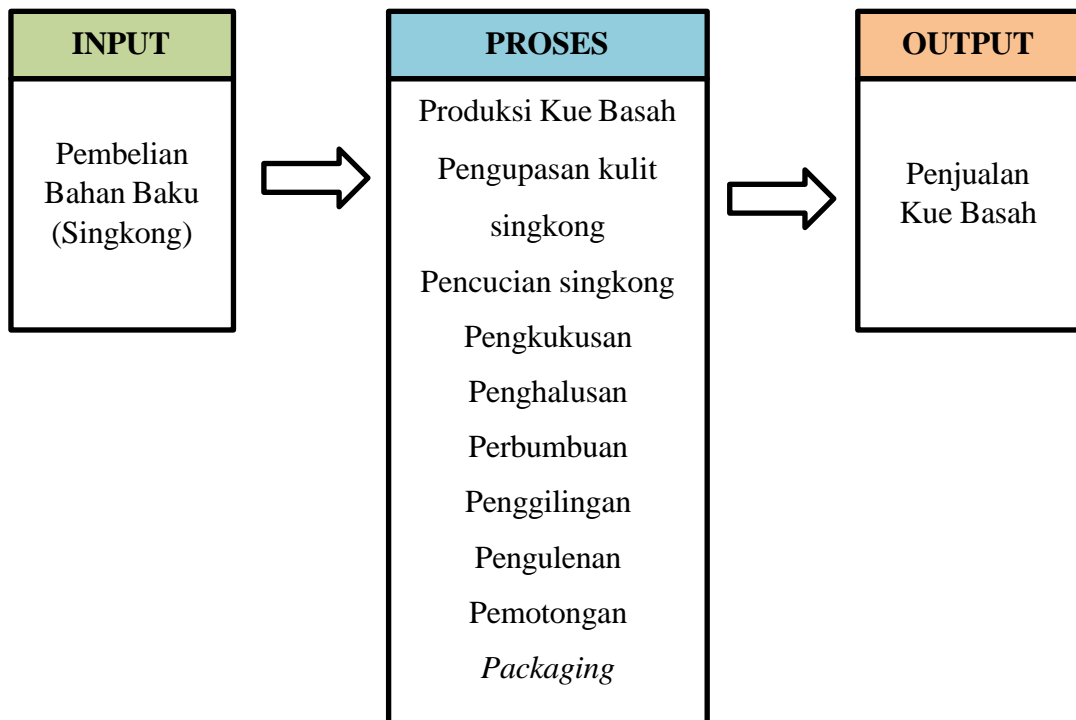 INPUT
Pembelian
Bahan Baku
(Singkong)
PROSES
Produksi Kue Basah
Pengupasan kulit
singkong
Pencucian singkong
Pengkukusan
Penghalusan
Perbumbuan
Penggilingan
Pengulenan
Pemotongan
Packaging
OUTPUT
Penjualan
Kue Basah